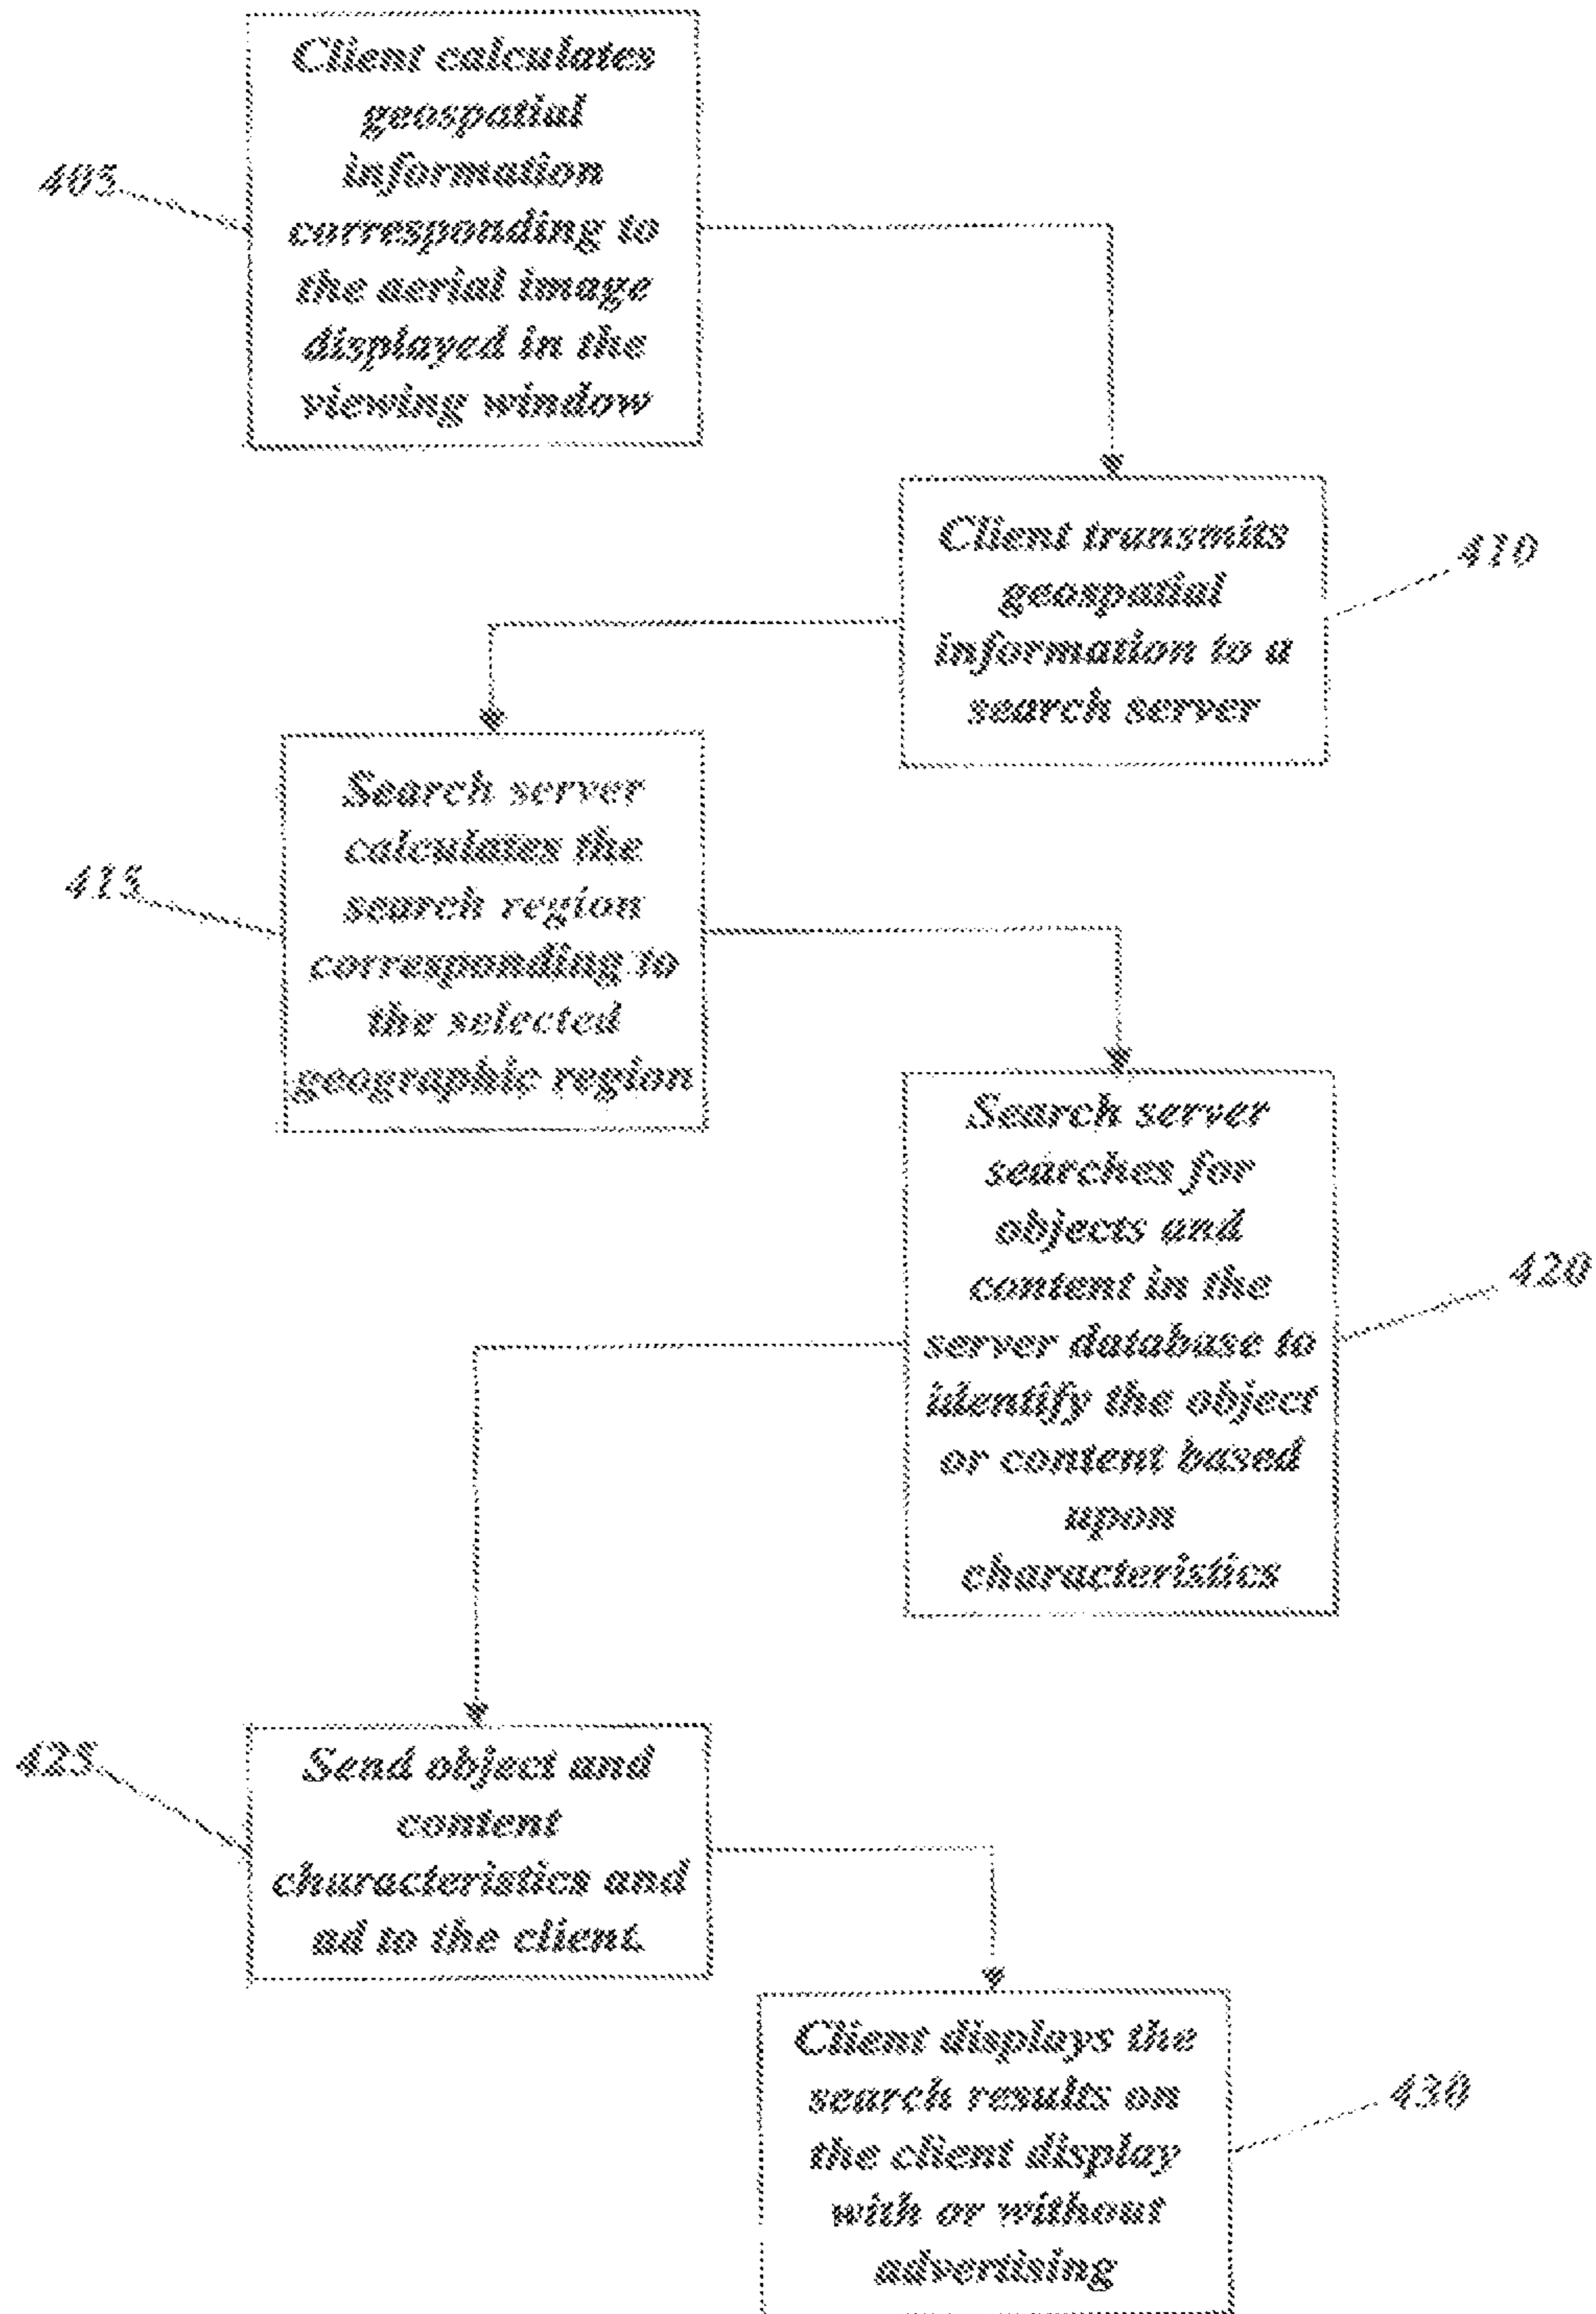 Client calculates
geospatial
information
corresponding to
the aerial image
displayed in the
viewing window
405
Client transmits
geospatial
information to a
search server
410
Search server
calculates the
search region
corresponding to
the selected
geographic region
415
Search server
searches for
objects and
content in the
server database to
identify the object
or content based
upon
characteristics
420
Send object and
content
characteristics and
ad to the client.
425
Client displays the
search results on
the client display
with or without
advertising
430